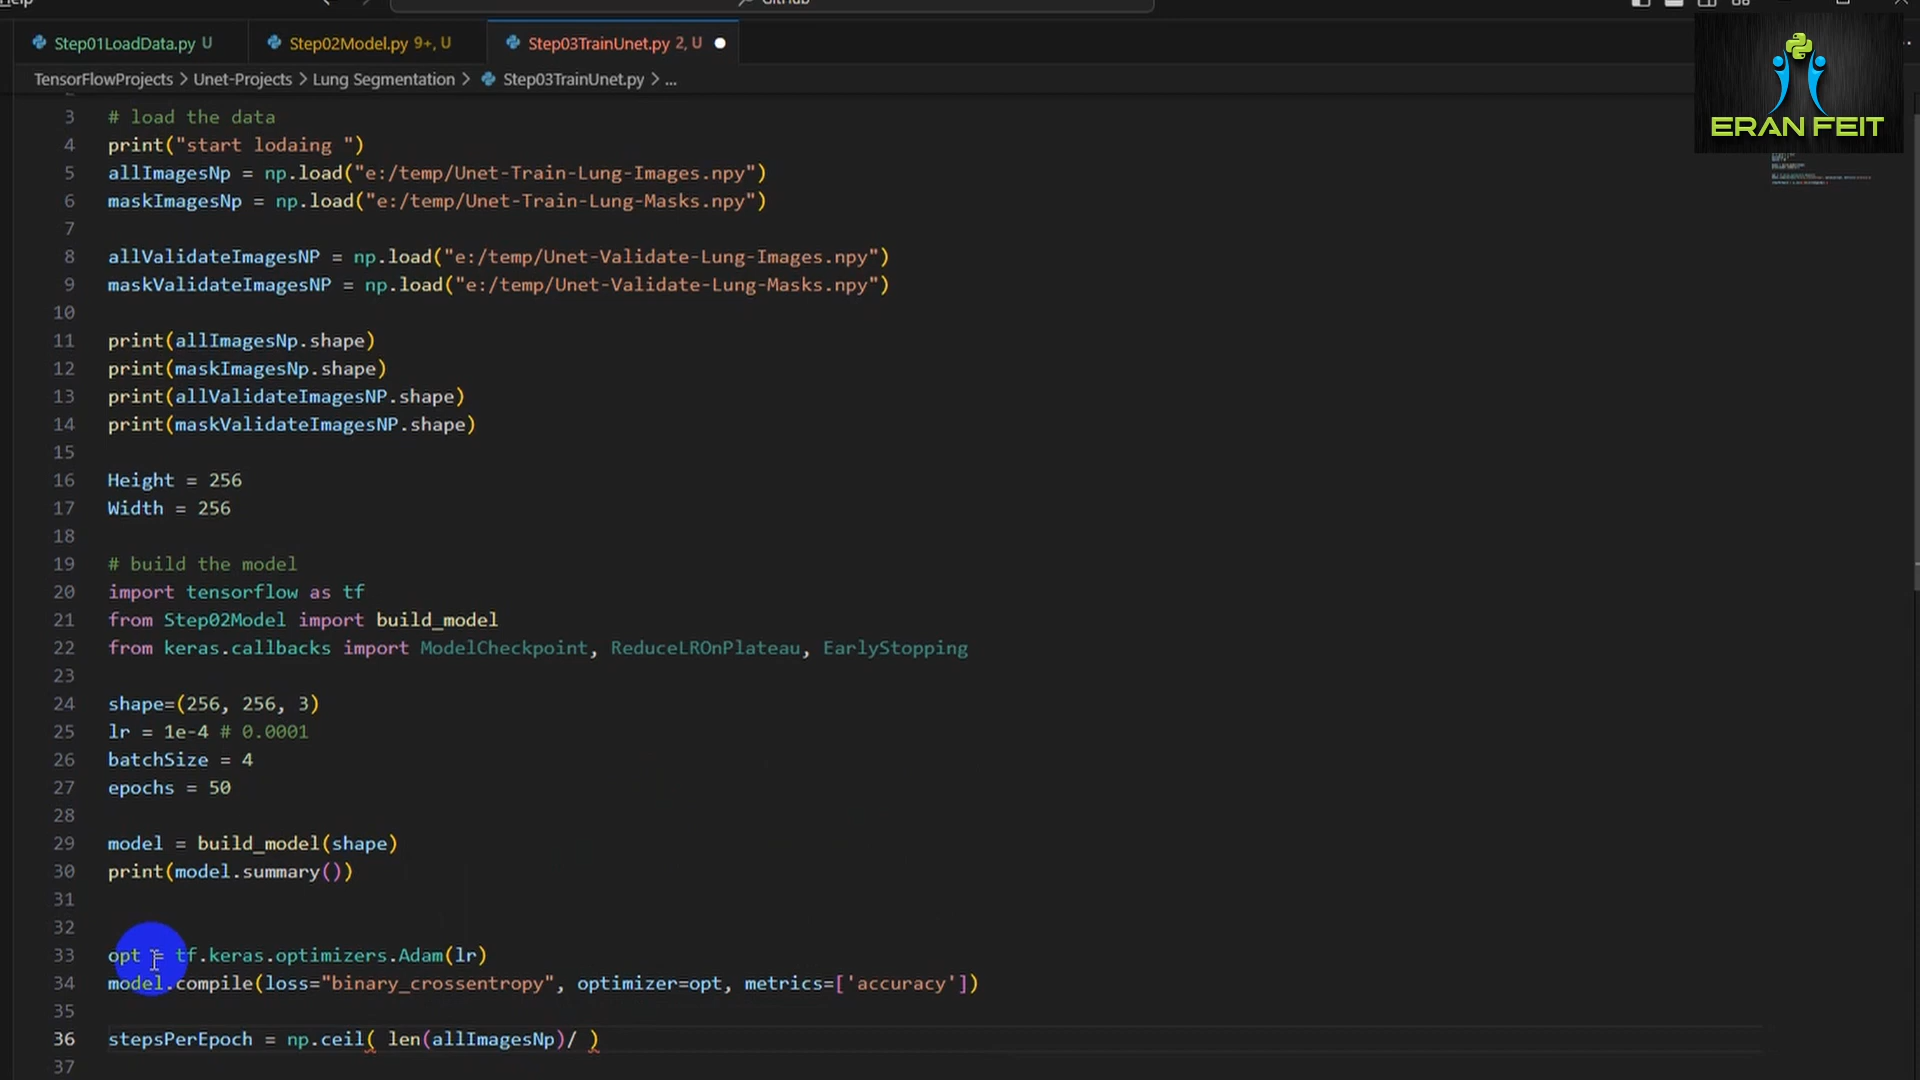 Help
GitHub
Step01LoadData.py U
Step02Model.py 9+, U
Step03TrainUnet.py 2, U
ERAN FEIT
TensorFlowProjects > Unet-Projects > Lung Segmentation > Step03TrainUnet.py > ...
3 # load the data
4 print("start lodaing ")
5 allImagesNp = np.load("e:/temp/Unet-Train-Lung-Images.npy")
6 maskImagesNp = np.load("e:/temp/Unet-Train-Lung-Masks.npy")
7
8 allValidateImagesNP = np.load("e:/temp/Unet-Validate-Lung-Images.npy")
9 maskValidateImagesNP = np.load("e:/temp/Unet-Validate-Lung-Masks.npy")
10
11 print(allImagesNp.shape)
12 print(maskImagesNp.shape)
13 print(allValidateImagesNP.shape)
14 print(maskValidateImagesNP.shape)
15
16 Height = 256
17 Width = 256
18
19 # build the model
20 import tensorflow as tf
21 from Step02Model import build_model
22 from keras.callbacks import ModelCheckpoint, ReduceLROnPlateau, EarlyStopping
23
24 shape=(256, 256, 3)
25 lr = 1e-4 # 0.0001
26 batchSize = 4
27 epochs = 50
28
29 model = build_model(shape)
30 print(model.summary())
31
32
33 opt = tf.keras.optimizers.Adam(lr)
34 model.compile(loss="binary_crossentropy", optimizer=opt, metrics=['accuracy'])
35
36 stepsPerEpoch = np.ceil( len(allImagesNp)/ )
37